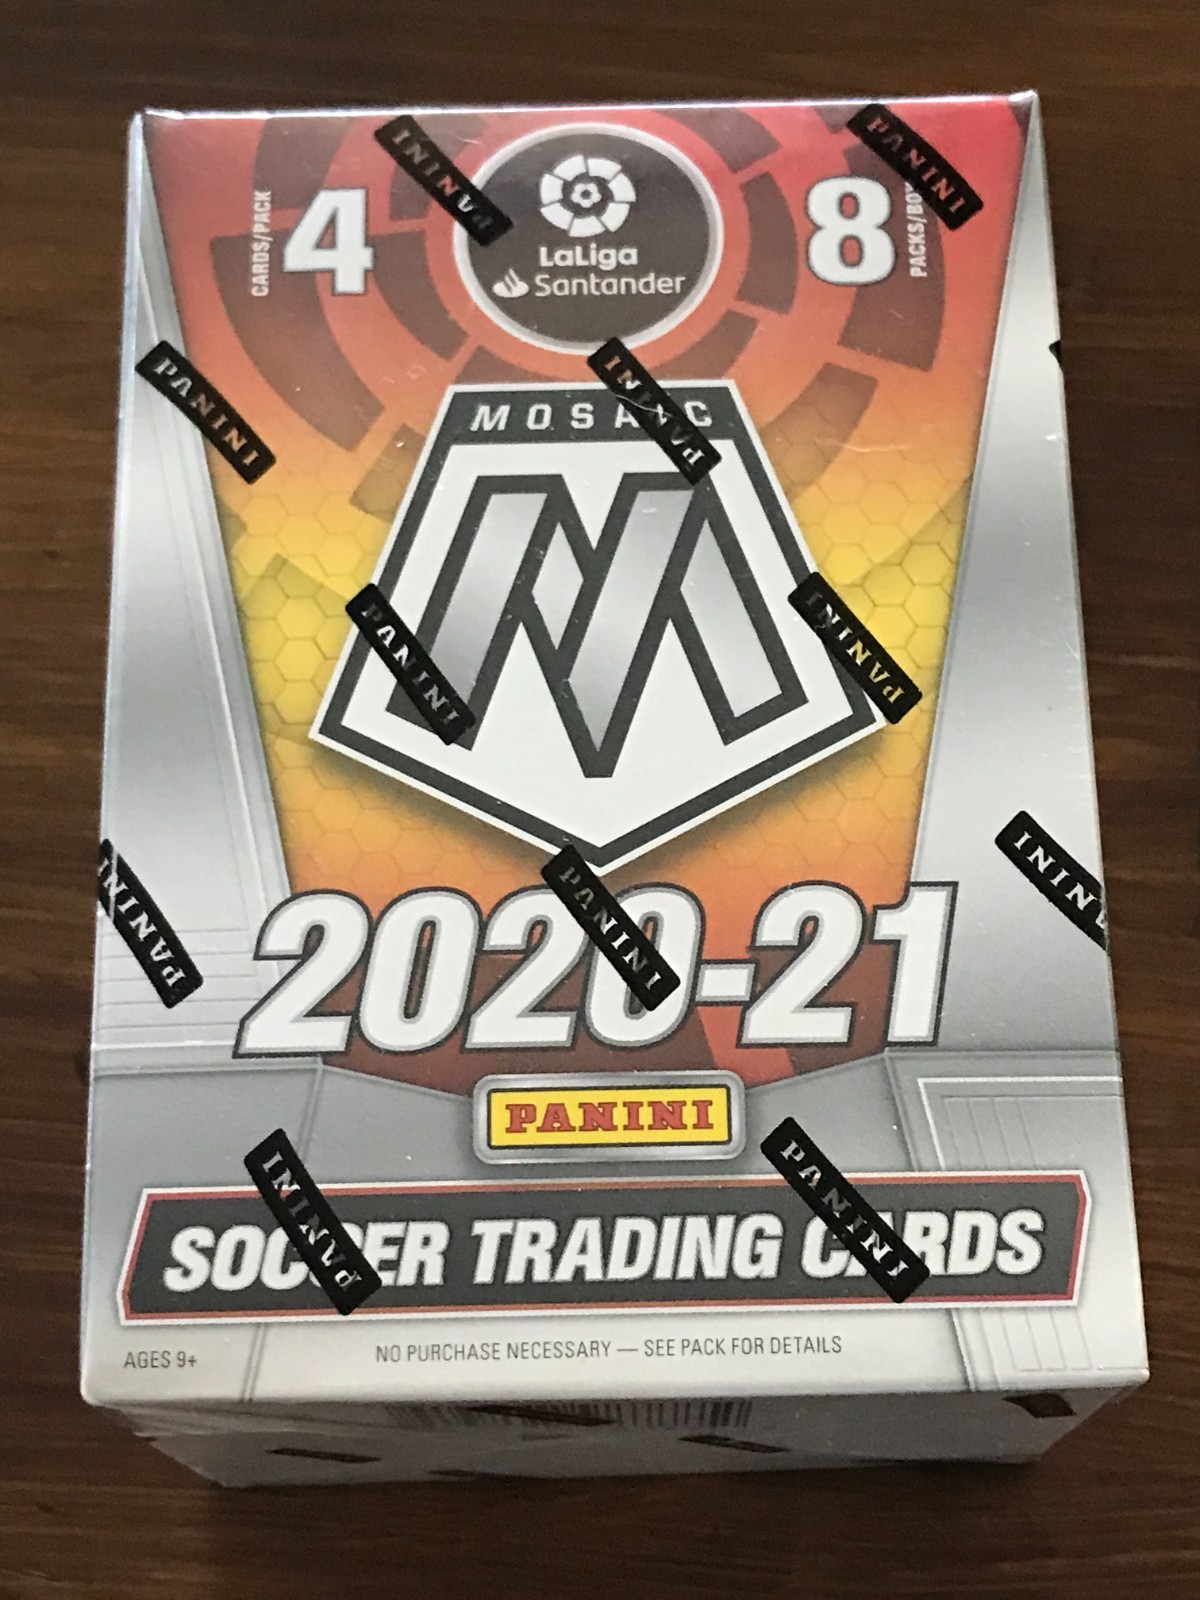 4 CARDS/PACK
LaLiga
Santander
8 PACKS/BOX
MOSAIC
M
2020-21
PANINI
SOCCER TRADING CARDS
AGES 9+
NO PURCHASE NECESSARY — SEE PACK FOR DETAILS
PANINI
PANINI
PANINI
PANINI
PANINI
PANINI
PANINI
PANINI
PANINI
PANINI
PANINI